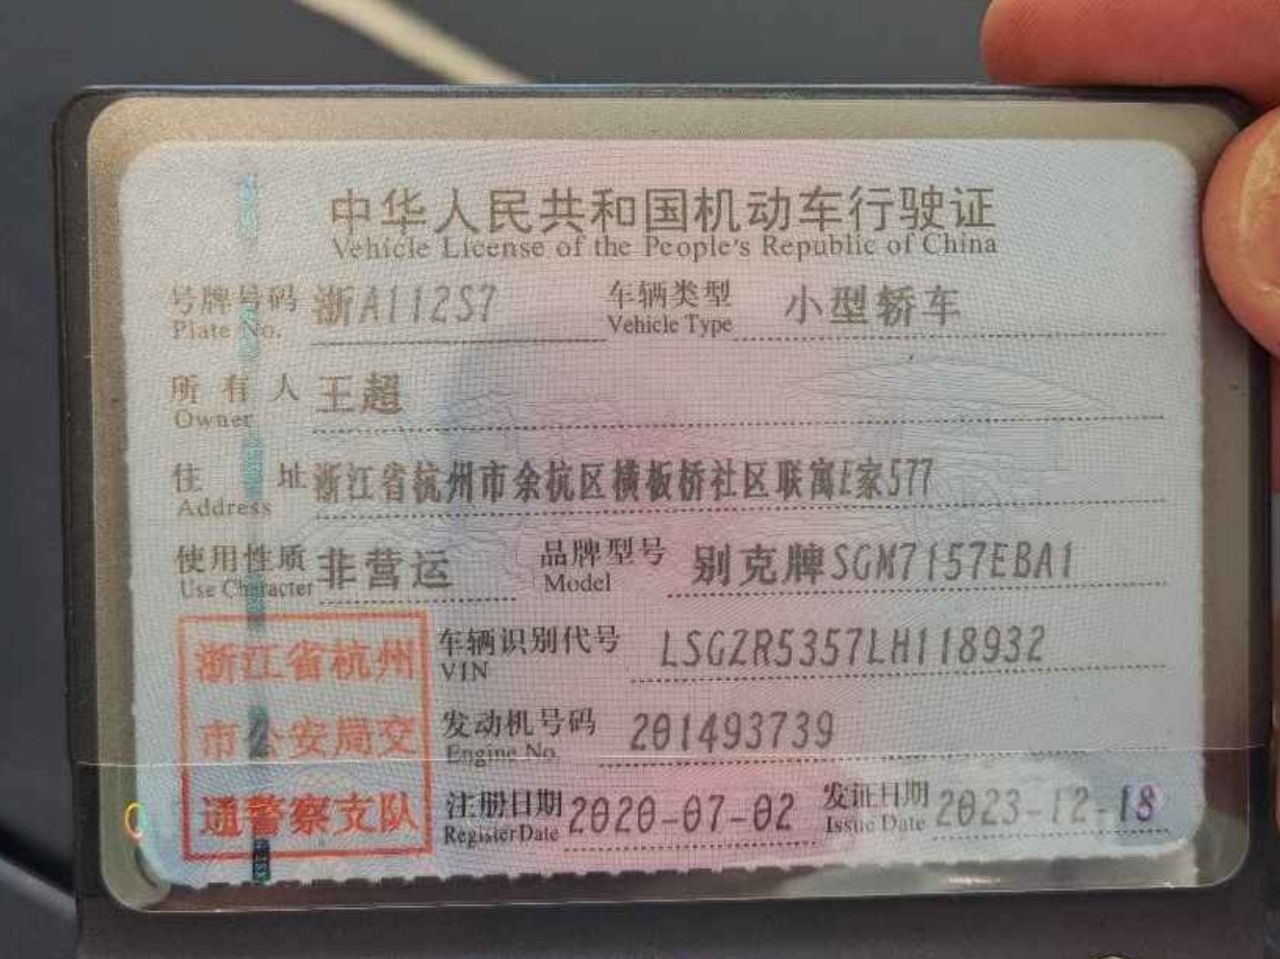 中华人民共和国机动车行驶证
Vehicle License of the People's Republic of China
号牌号码 浙A112S7 车辆类型 小型轿车
Plate No. Vehicle Type
所有人 王超
Owner
住址 浙江省杭州市余杭区横板桥社区联寓E家577
Address
使用性质 非营运 品牌型号 别克牌SGM7157EBA1
Use Character Model
浙江省杭州市公安局交通警察支队
车辆识别代号 LSGZR5357LH118932
VIN
发动机号码 201493739
Engine No.
注册日期 2020-07-02 发证日期 2023-12-18
Register Date Issue Date